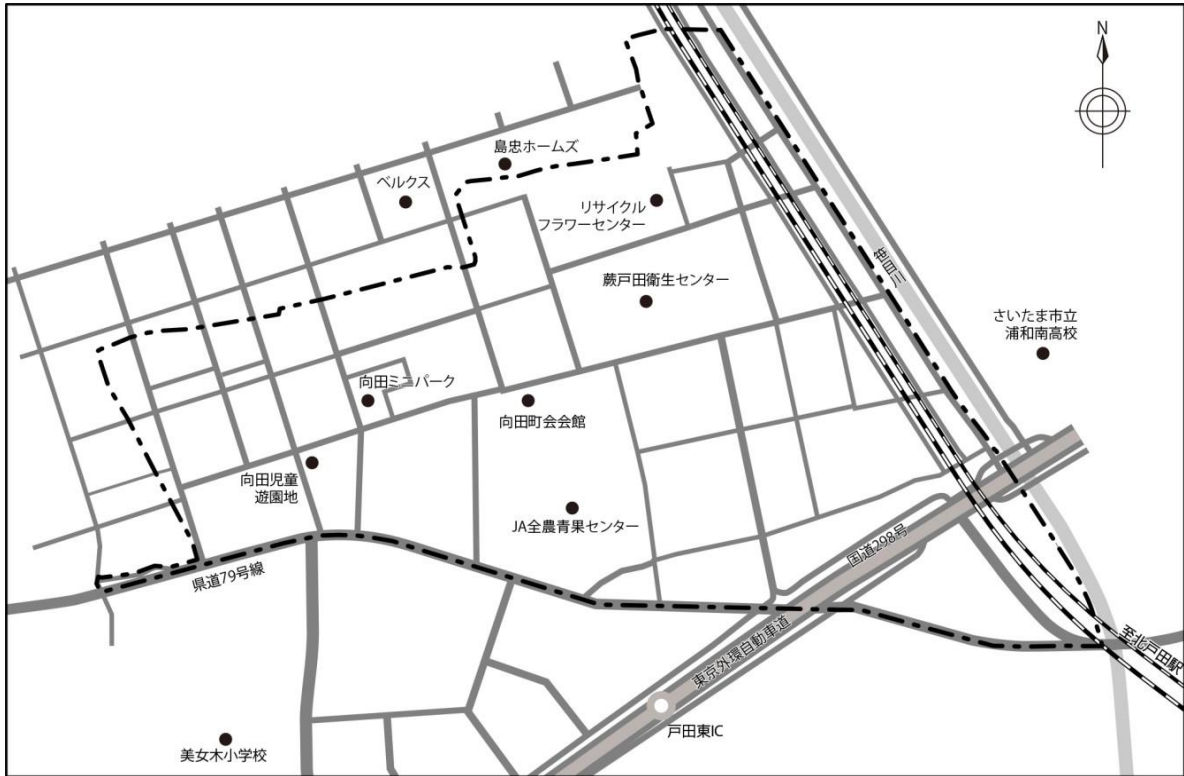 N
島忠ホームズ
ベルクス
リサイクル
フラワーセンター
笹目川
蕨戸田衛生センター
さいたま市立
浦和南高校
向田ミニパーク
向田町会会館
向田児童
遊園地
JA全農青果センター
国道298号
県道79号線
東京外環自動車道
至北戸田駅
戸田東IC
美女木小学校